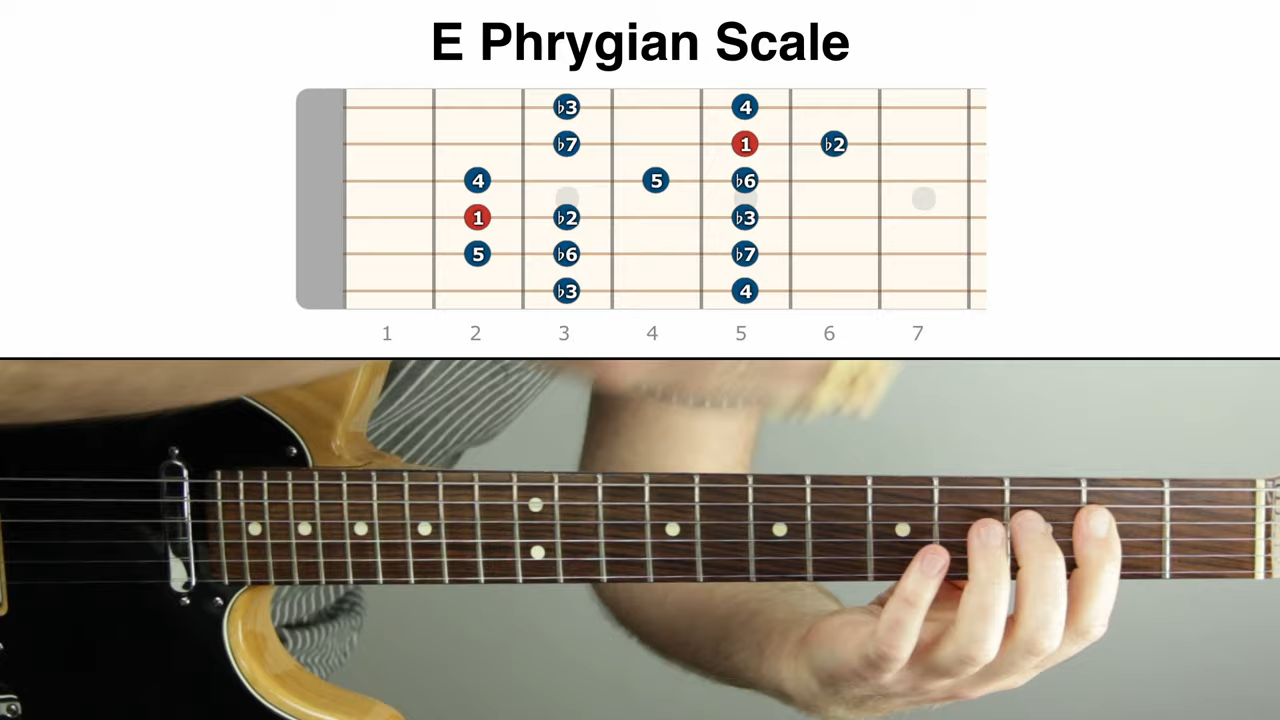 E Phrygian Scale
♭3 4
♭7 1 ♭2
4 5 ♭6
1 ♭2 ♭3
5 ♭6 ♭7
♭3 4
1 2 3 4 5 6 7